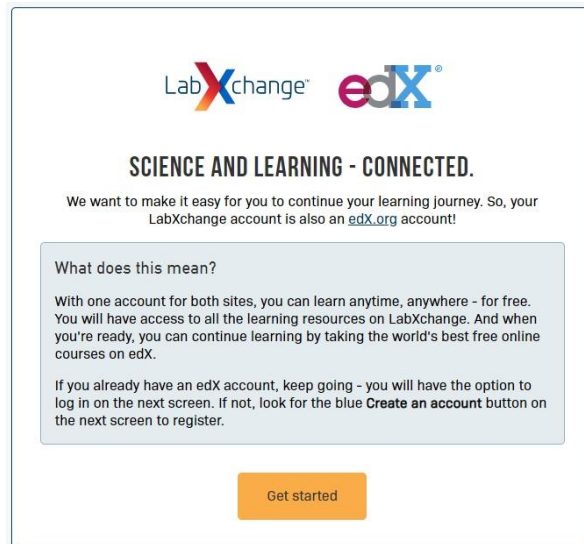 LabXchange™ edX®
SCIENCE AND LEARNING - CONNECTED.
We want to make it easy for you to continue your learning journey. So, your
LabXchange account is also an edX.org account!
What does this mean?
With one account for both sites, you can learn anytime, anywhere - for free.
You will have access to all the learning resources on LabXchange. And when
you're ready, you can continue learning by taking the world's best free online
courses on edX.
If you already have an edX account, keep going - you will have the option to
log in on the next screen. If not, look for the blue Create an account button on
the next screen to register.
Get started